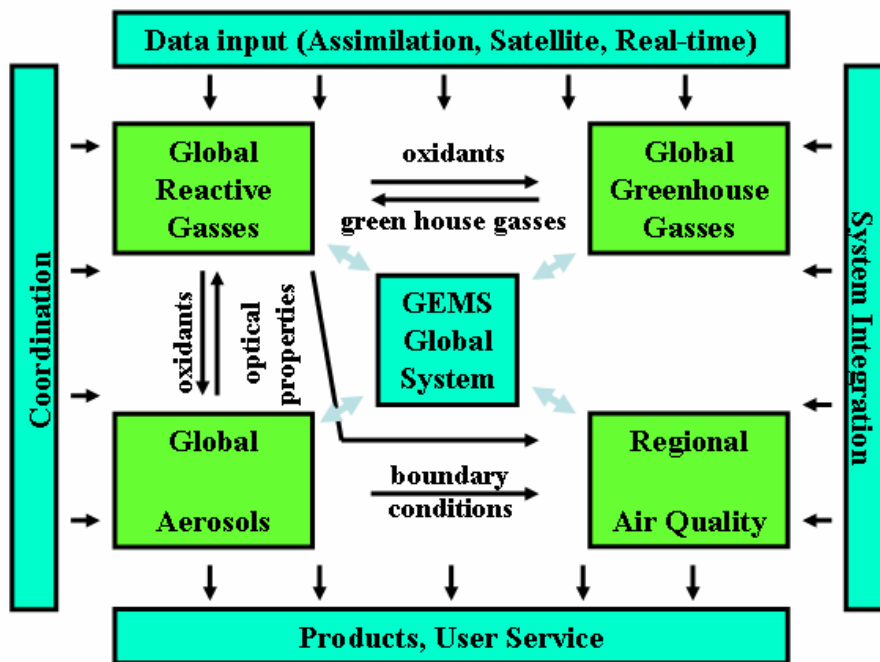 Data input (Assimilation, Satellite, Real-time)
Coordination
System Integration
Global
Reactive
Gasses
oxidants
green house gasses
Global
Greenhouse
Gasses
oxidants
optical
properties
GEMS
Global
System
Global
Aerosols
boundary
conditions
Regional
Air Quality
Products, User Service